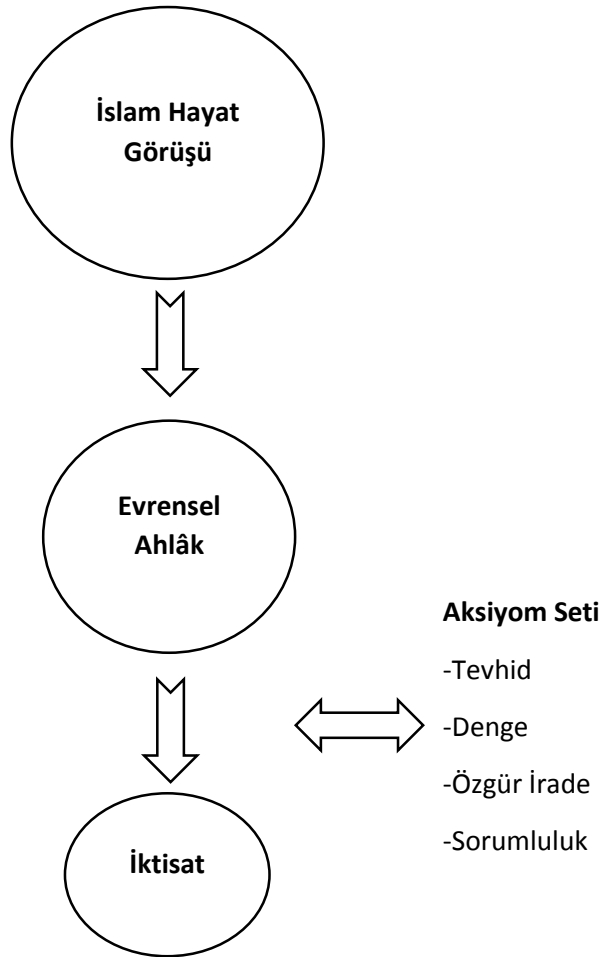 İslam Hayat
Görüşü
Evrensel
Ahlâk
Aksiyom Seti
-Tevhid
-Denge
-Özgür İrade
-Sorumluluk
İktisat